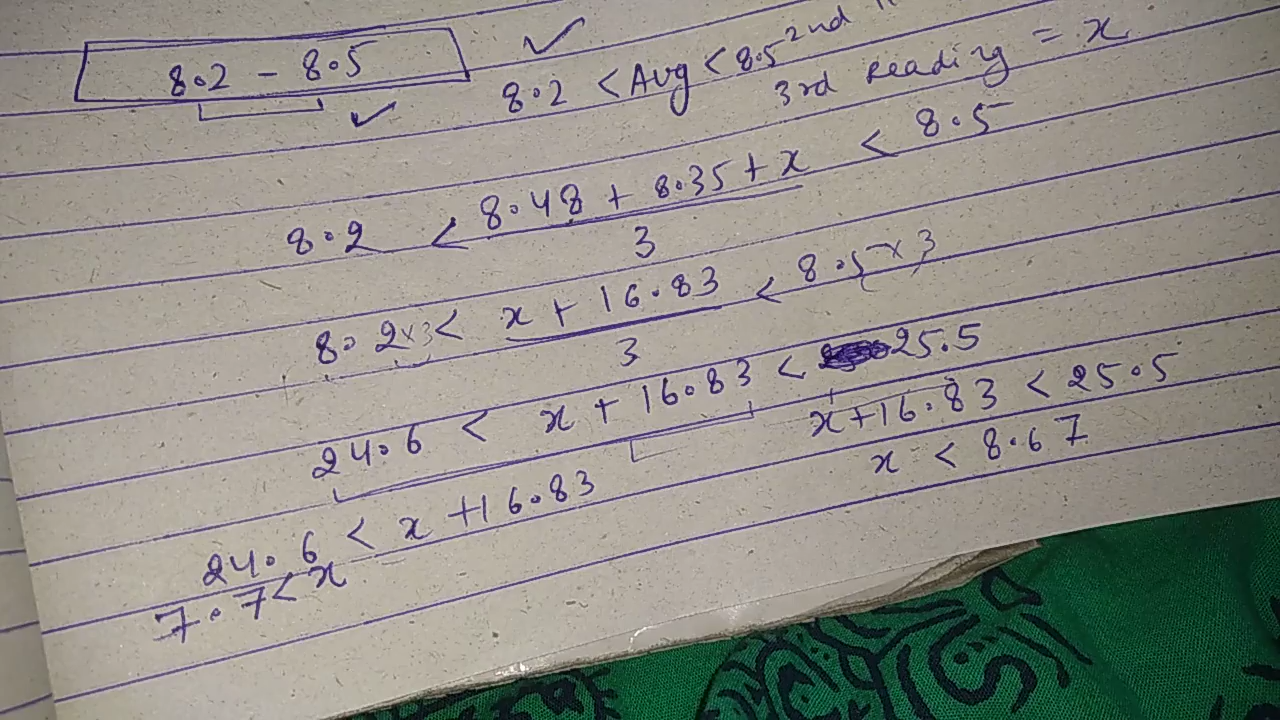 8.2 - 8.5 ✓
✓ 8.2 < Avg < 8.5 2nd
3rd reading = x
8.2 < 8.48 + 8.35 + x < 8.5
3
8.2 ×3 < x + 16.83 < 8.5 ×3
3
24.6 < x + 16.83 < 25.5
x+16.83 < 25.5
24.6 < x +16.83 x < 8.67
7.7 < x